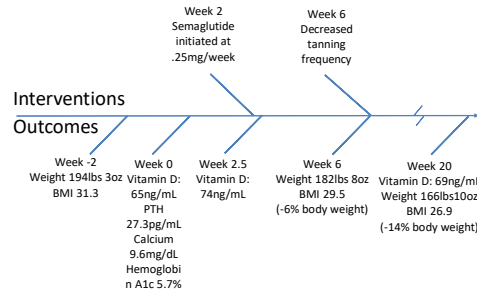 Week 2
Semaglutide
initiated at
.25mg/week
Week 6
Decreased
tanning
frequency
Interventions
Outcomes
Week -2
Weight 194lbs 3oz
BMI 31.3
Week 0
Vitamin D:
65ng/mL
PTH
27.3pg/mL
Calcium
9.6mg/dL
Hemoglobi
n A1c 5.7%
Week 2.5
Vitamin D:
74ng/mL
Week 6
Weight 182lbs 8oz
BMI 29.5
(-6% body weight)
Week 20
Vitamin D: 69ng/mL
Weight 166lbs10oz
BMI 26.9
(-14% body weight)